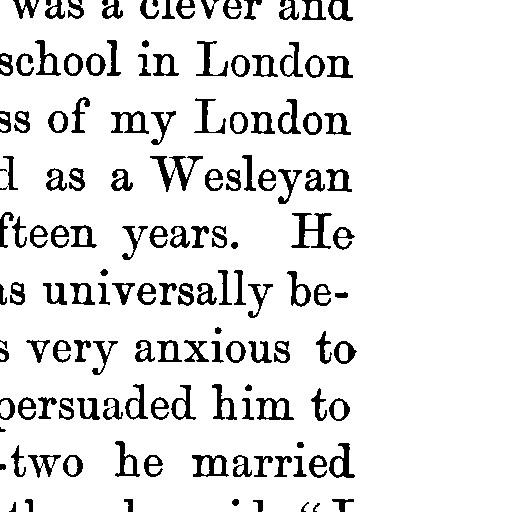 was a clever and
school in London
ss of my London
d as a Wesleyan
fteen years. He
as universally be-
s very anxious to
persuaded him to
-two he married